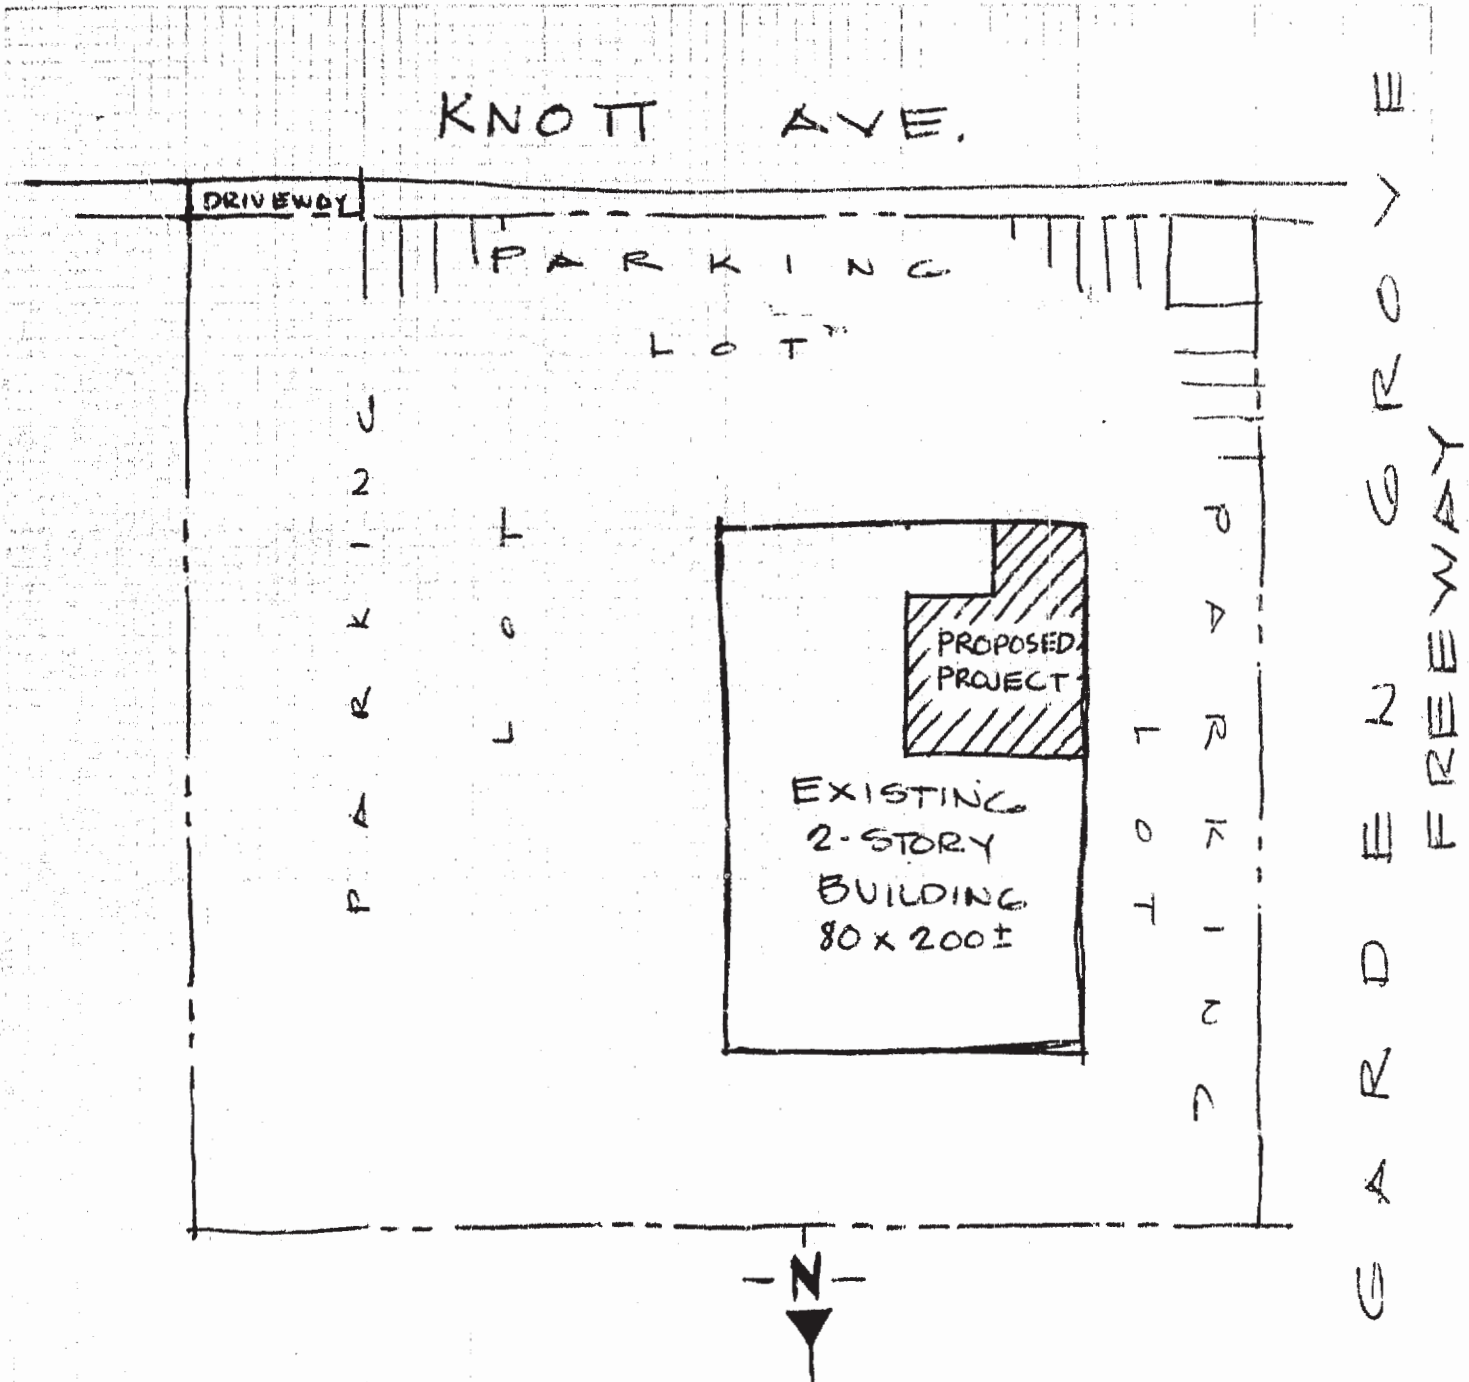 KNOTT AVE.
DRIVEWAY
PARKING
LOT
PARKING
LOT
PROPOSED
PROJECT
EXISTING
2-STORY
BUILDING
80 x 200±
LOT
PARKING
GARDEN GROVE
FREEWAY
N